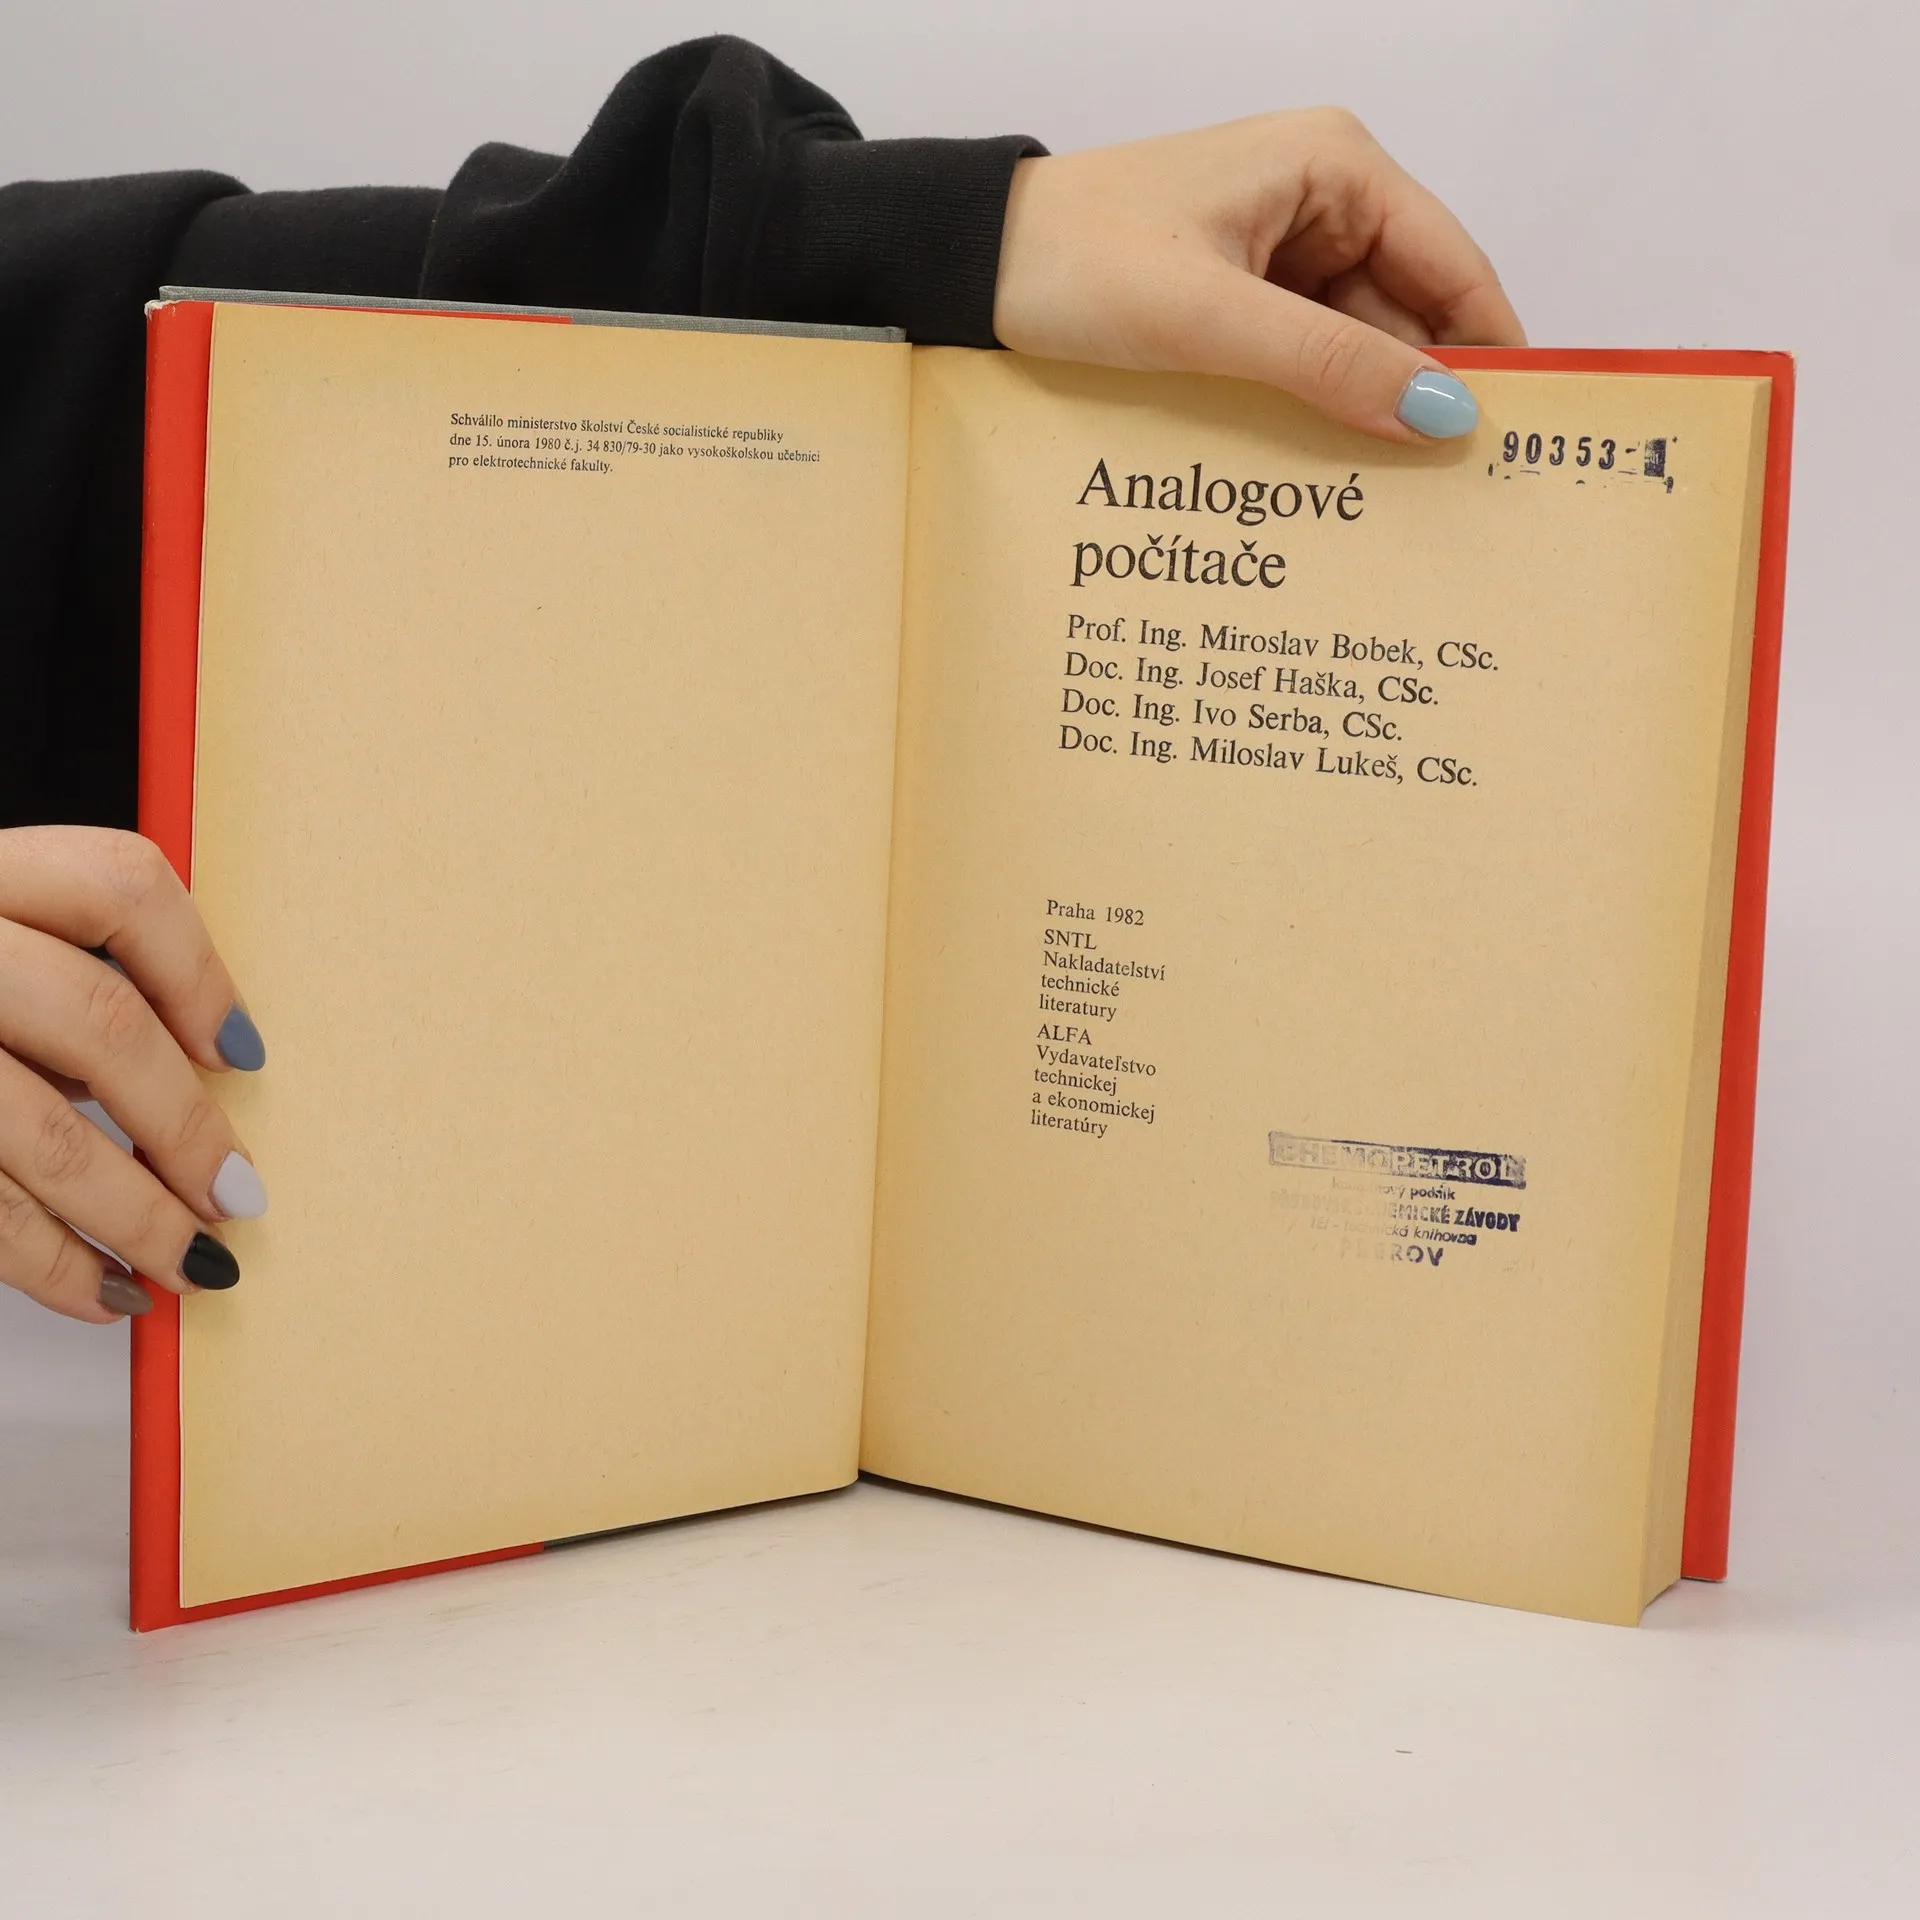 Schválilo ministerstvo školství České socialistické republiky
dne 15. února 1980 č.j. 34 830/79-30 jako vysokoškolskou učebnici
pro elektrotechnické fakulty.
90353-
Analogové
počítače
Prof. Ing. Miroslav Bobek, CSc.
Doc. Ing. Josef Haška, CSc.
Doc. Ing. Ivo Serba, CSc.
Doc. Ing. Miloslav Lukeš, CSc.
Praha 1982
SNTL
Nakladatelství
technické
literatury
ALFA
Vydavateľstvo
technickej
a ekonomickej
literatúry
CHEMOPETROL
podnik
CHEMICKÉ ZÁVODY
technická knihovna
PŘEROV